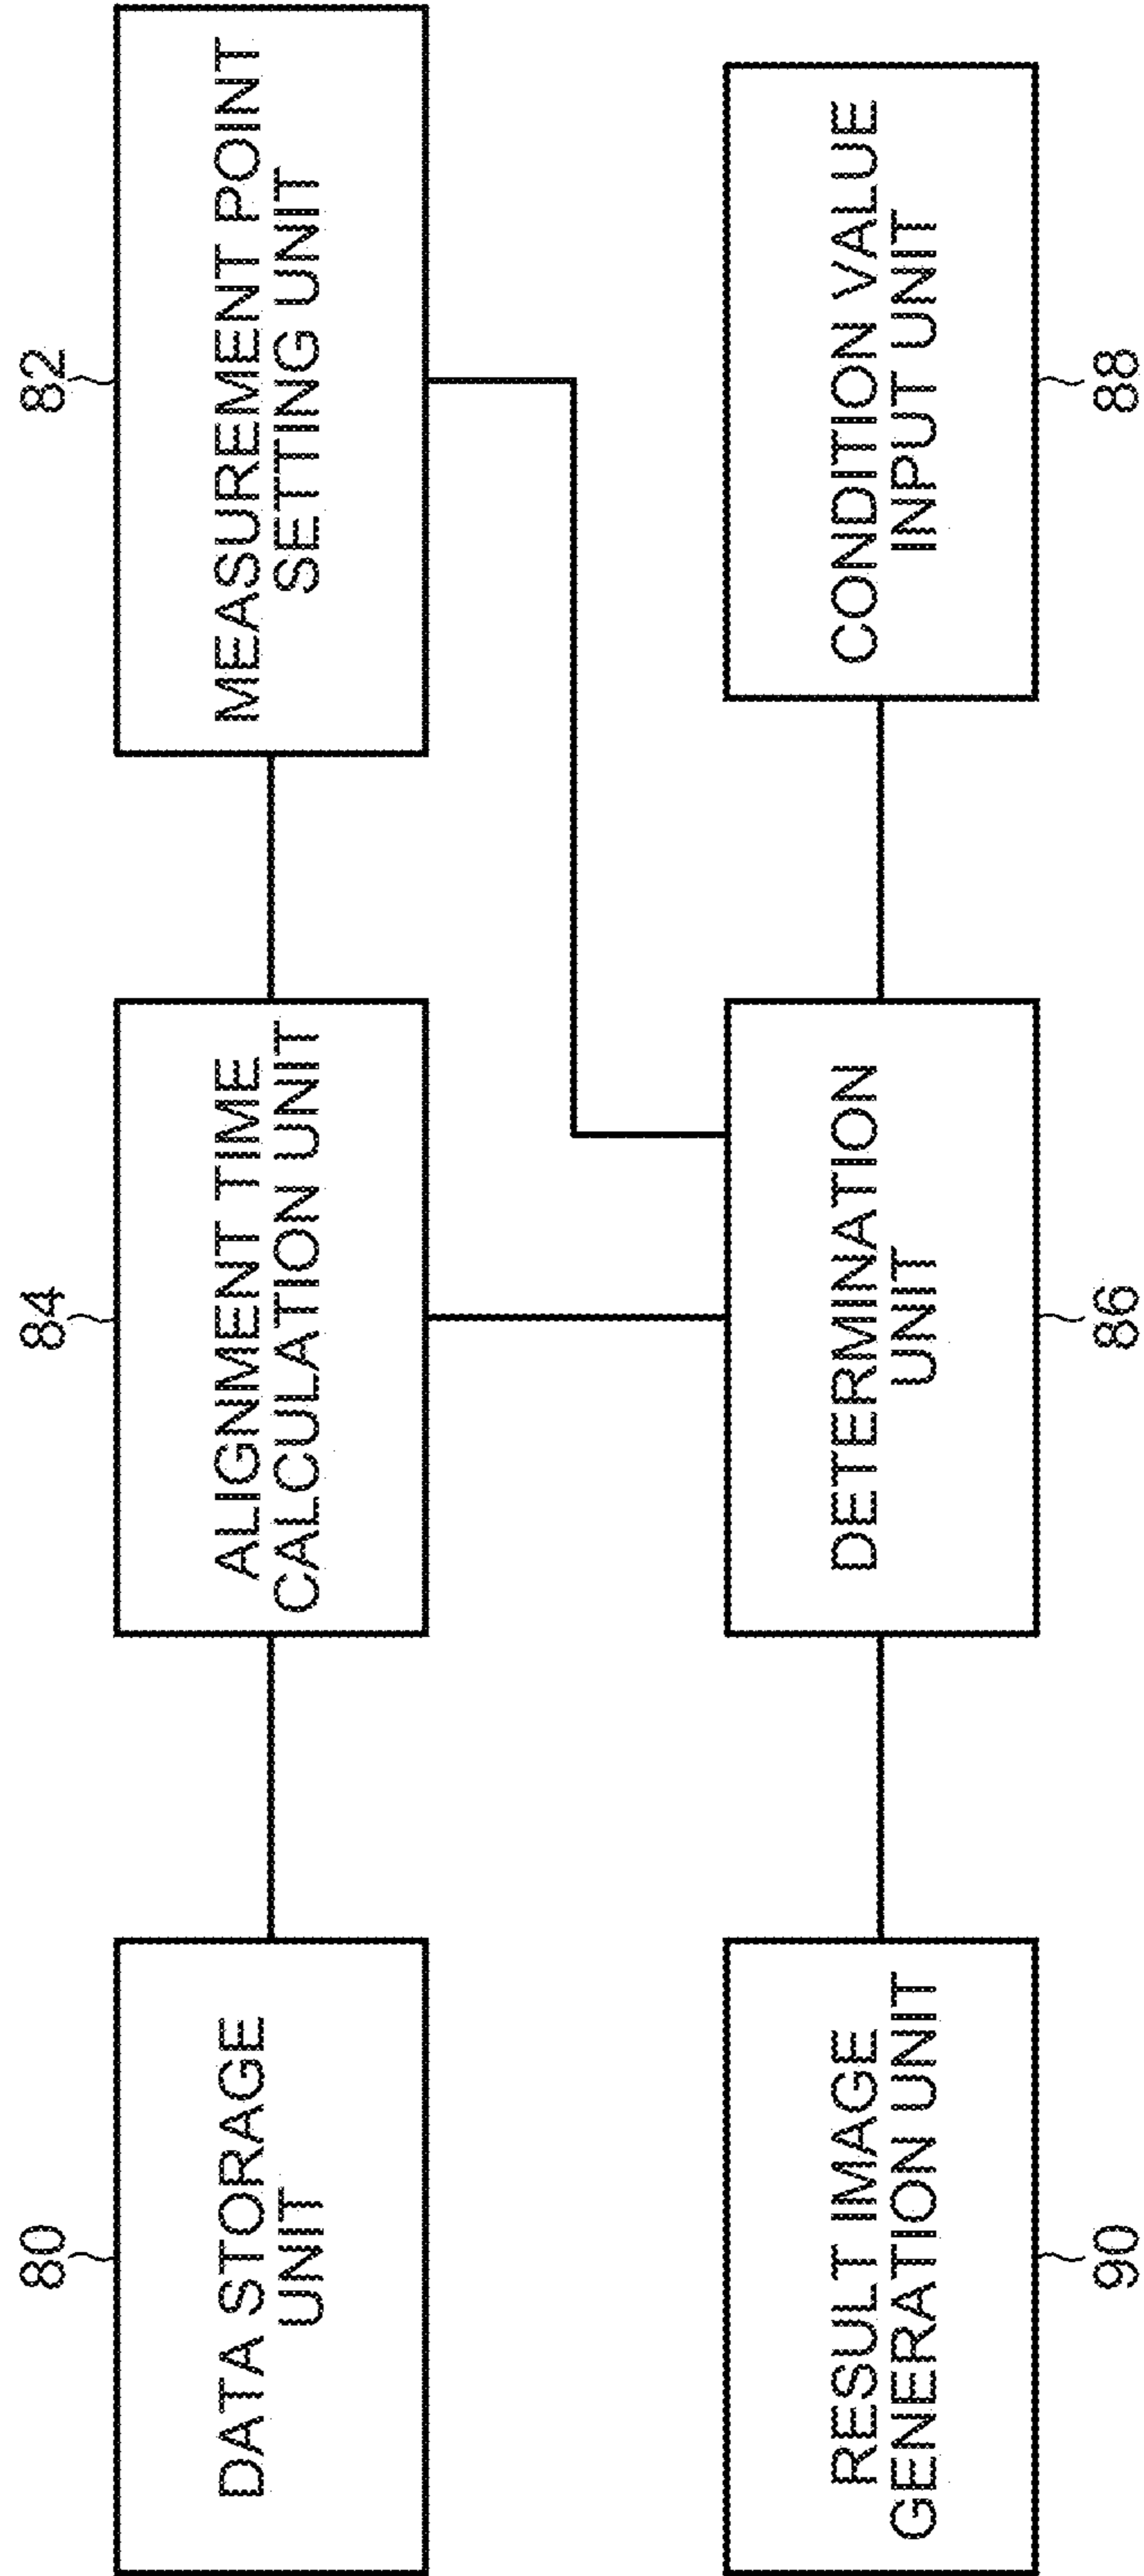 80
DATA STORAGE
UNIT
84
ALIGNMENT TIME
CALCULATION UNIT
82
MEASUREMENT POINT
SETTING UNIT
RESULT IMAGE
GENERATION UNIT
90
DETERMINATION
UNIT
86
CONDITION VALUE
INPUT UNIT
88